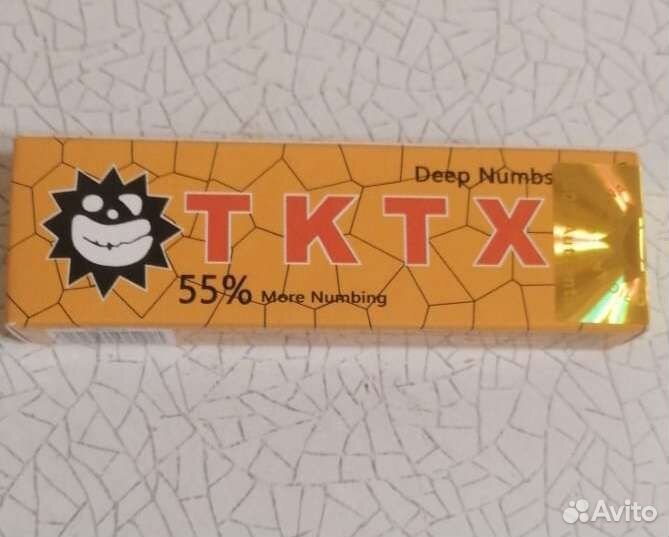 Deep Numbs
TKTX
55% More Numbing
Avito